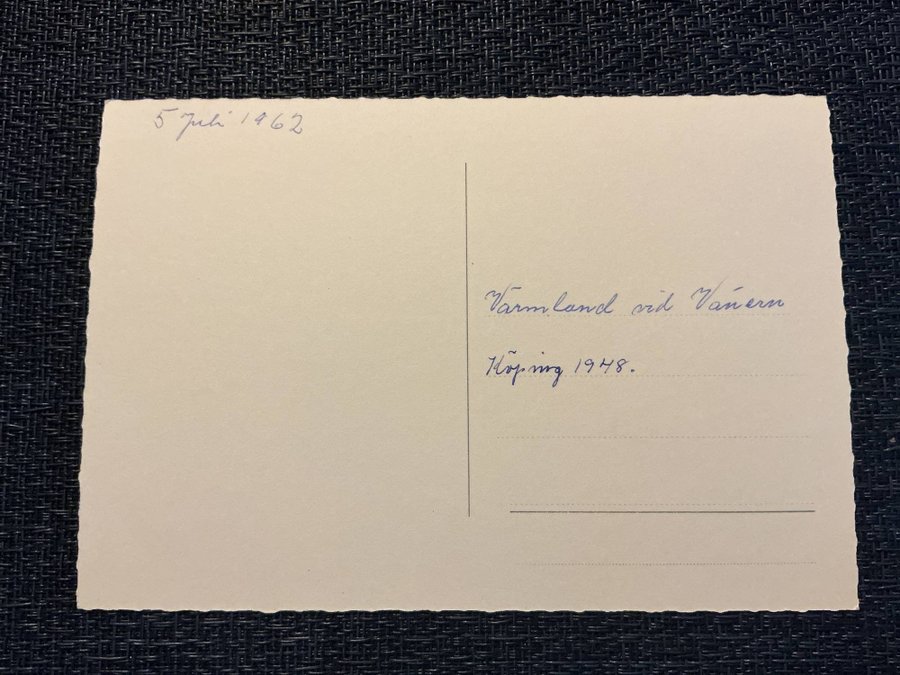 5 Juli 1962
Värmland vid Vänern
Köping 1948.